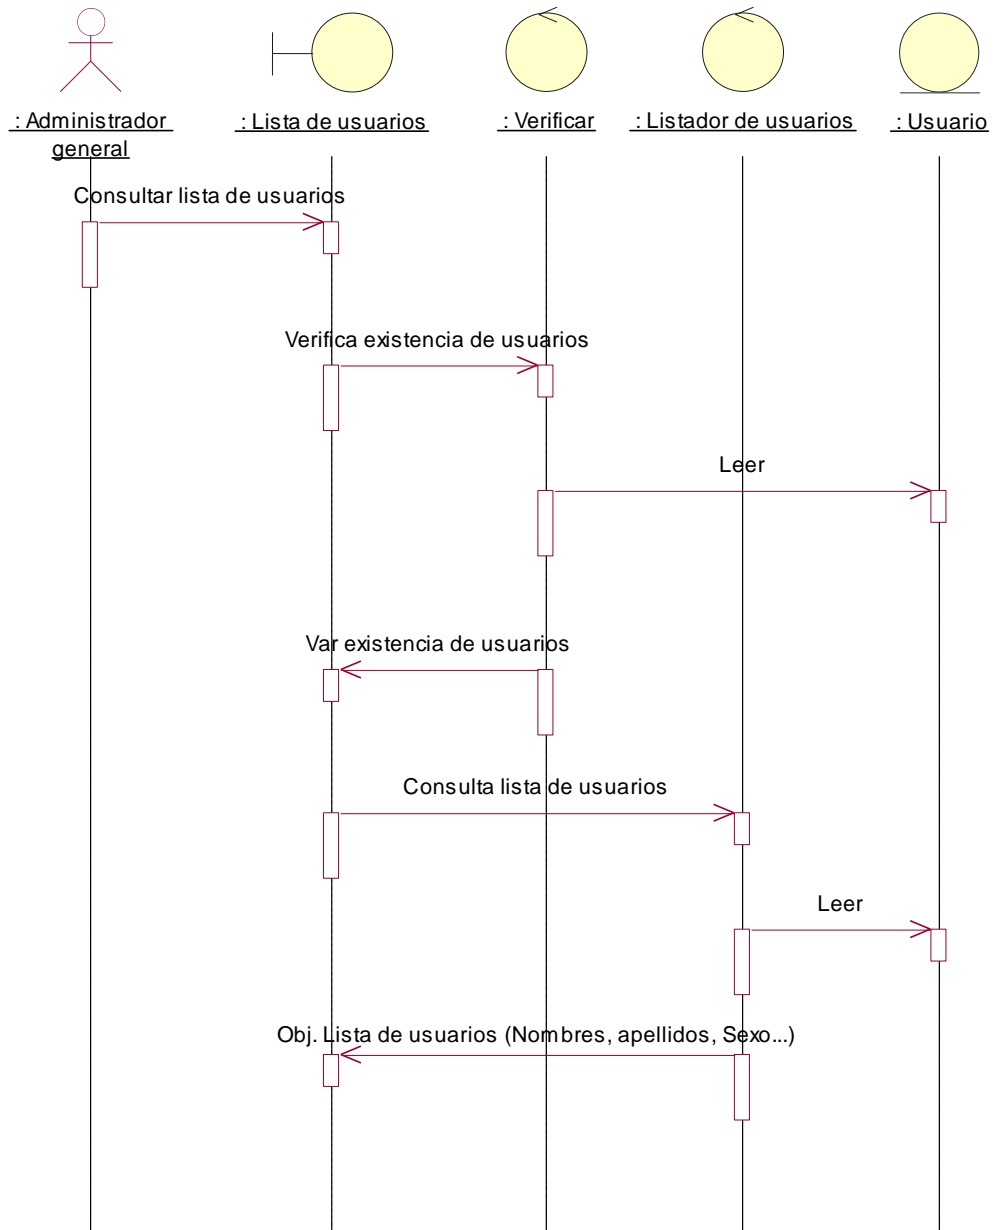 : Administrador
general
: Lista de usuarios
: Verificar
: Listador de usuarios
: Usuario
Consultar lista de usuarios
Verifica existencia de usuarios
Leer
Var existencia de usuarios
Consulta lista de usuarios
Leer
Obj. Lista de usuarios (Nombres, apellidos, Sexo...)